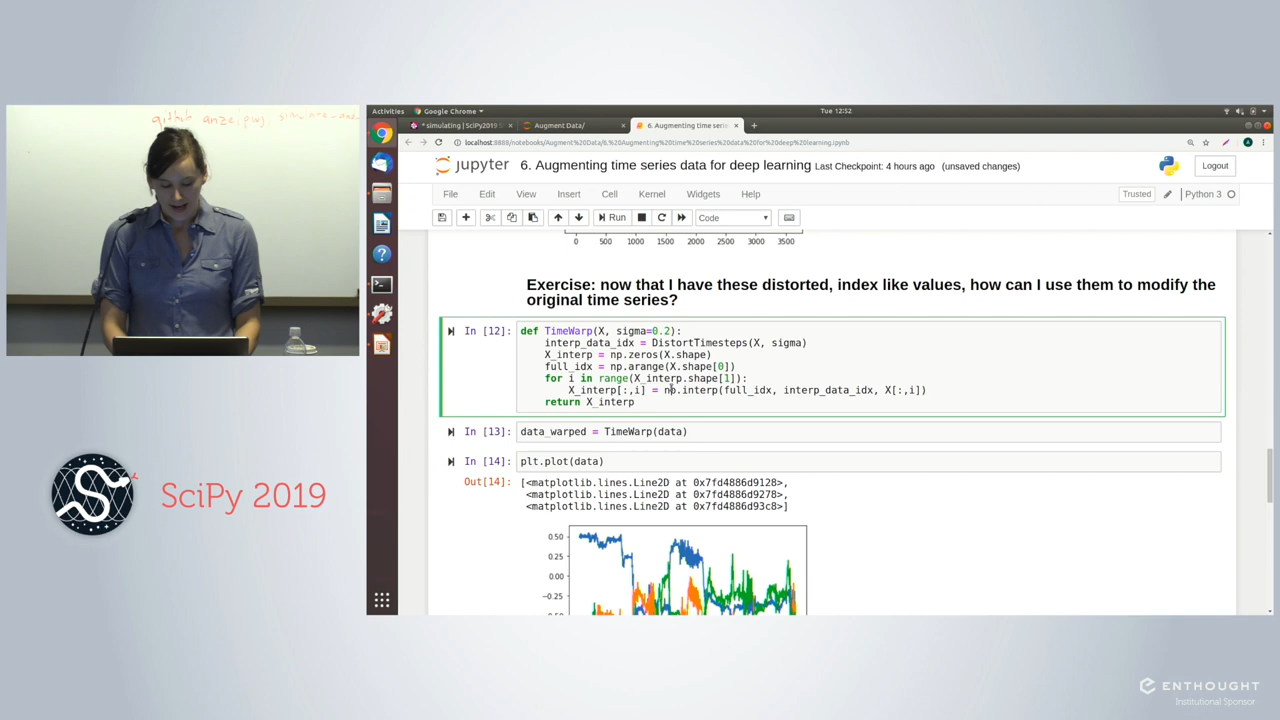 github
Activities
Google Chrome
Tue 12:52
* simulating | SciPy2019
Augment Data/
6. Augmenting time serie
localhost:8888/notebooks/Augment%20Data/6.%20Augmenting%20time%20series%20data%20for%20deep%20learning.ipynb
jupyter
6. Augmenting time series data for deep learning
Last Checkpoint: 4 hours ago
(unsaved changes)
Logout
File
Edit
View
Insert
Cell
Kernel
Widgets
Help
Trusted
Python 3
Run
Code
0
500
1000
1500
2000
2500
3000
3500
Exercise: now that I have these distorted, index like values, how can I use them to modify the
original time series?
In [12]:
def TimeWarp(X, sigma=0.2):
interp_data_idx = DistortTimesteps(X, sigma)
X_interp = np.zeros(X.shape)
full_idx = np.arange(X.shape[0])
for i in range(X_interp.shape[1]):
X_interp[:,i] = np.interp(full_idx, interp_data_idx, X[:,i])
return X_interp
In [13]:
data_warped = TimeWarp(data)
In [14]:
plt.plot(data)
Out[14]:
[<matplotlib.lines.Line2D at 0x7fd4886d9128>,
<matplotlib.lines.Line2D at 0x7fd4886d9278>,
<matplotlib.lines.Line2D at 0x7fd4886d93c8>]
0.50
0.25
0.00
−0.25
SciPy 2019
ENTHOUGHT
Institutional Sponsor